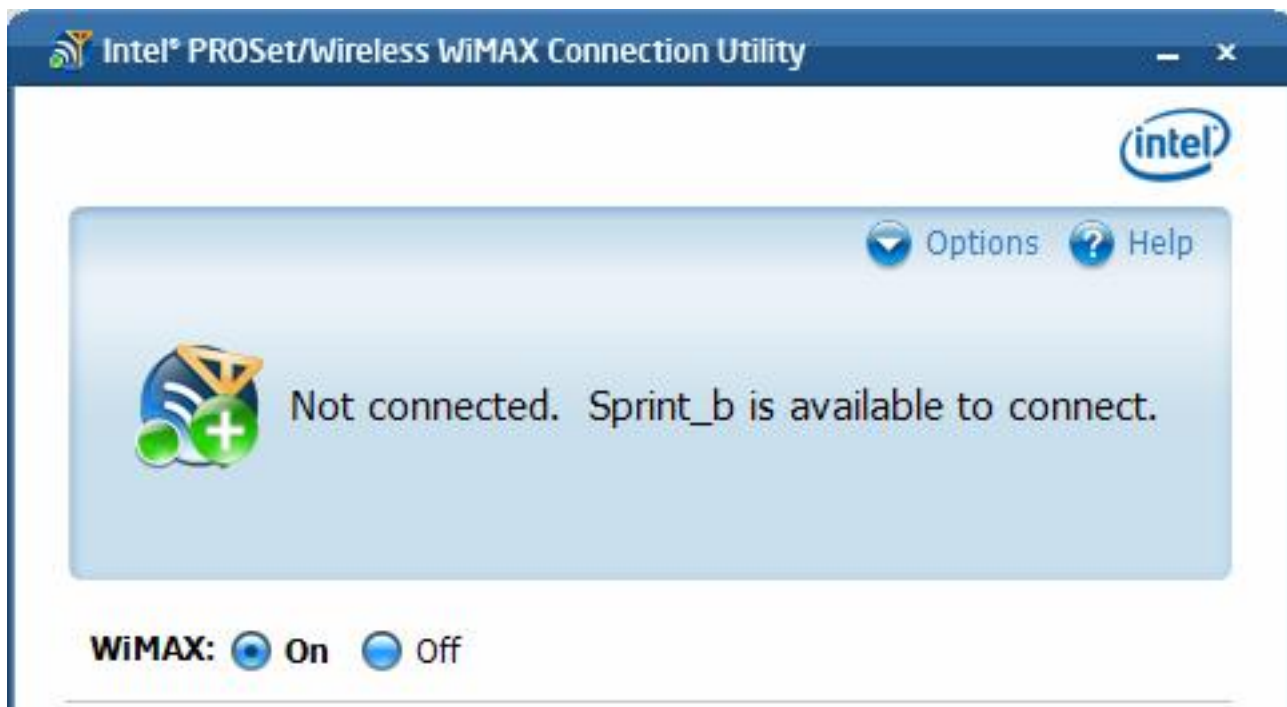 Intel® PROSet/Wireless WiMAX Connection Utility
intel
Options Help
Not connected. Sprint_b is available to connect.
WiMAX: On Off